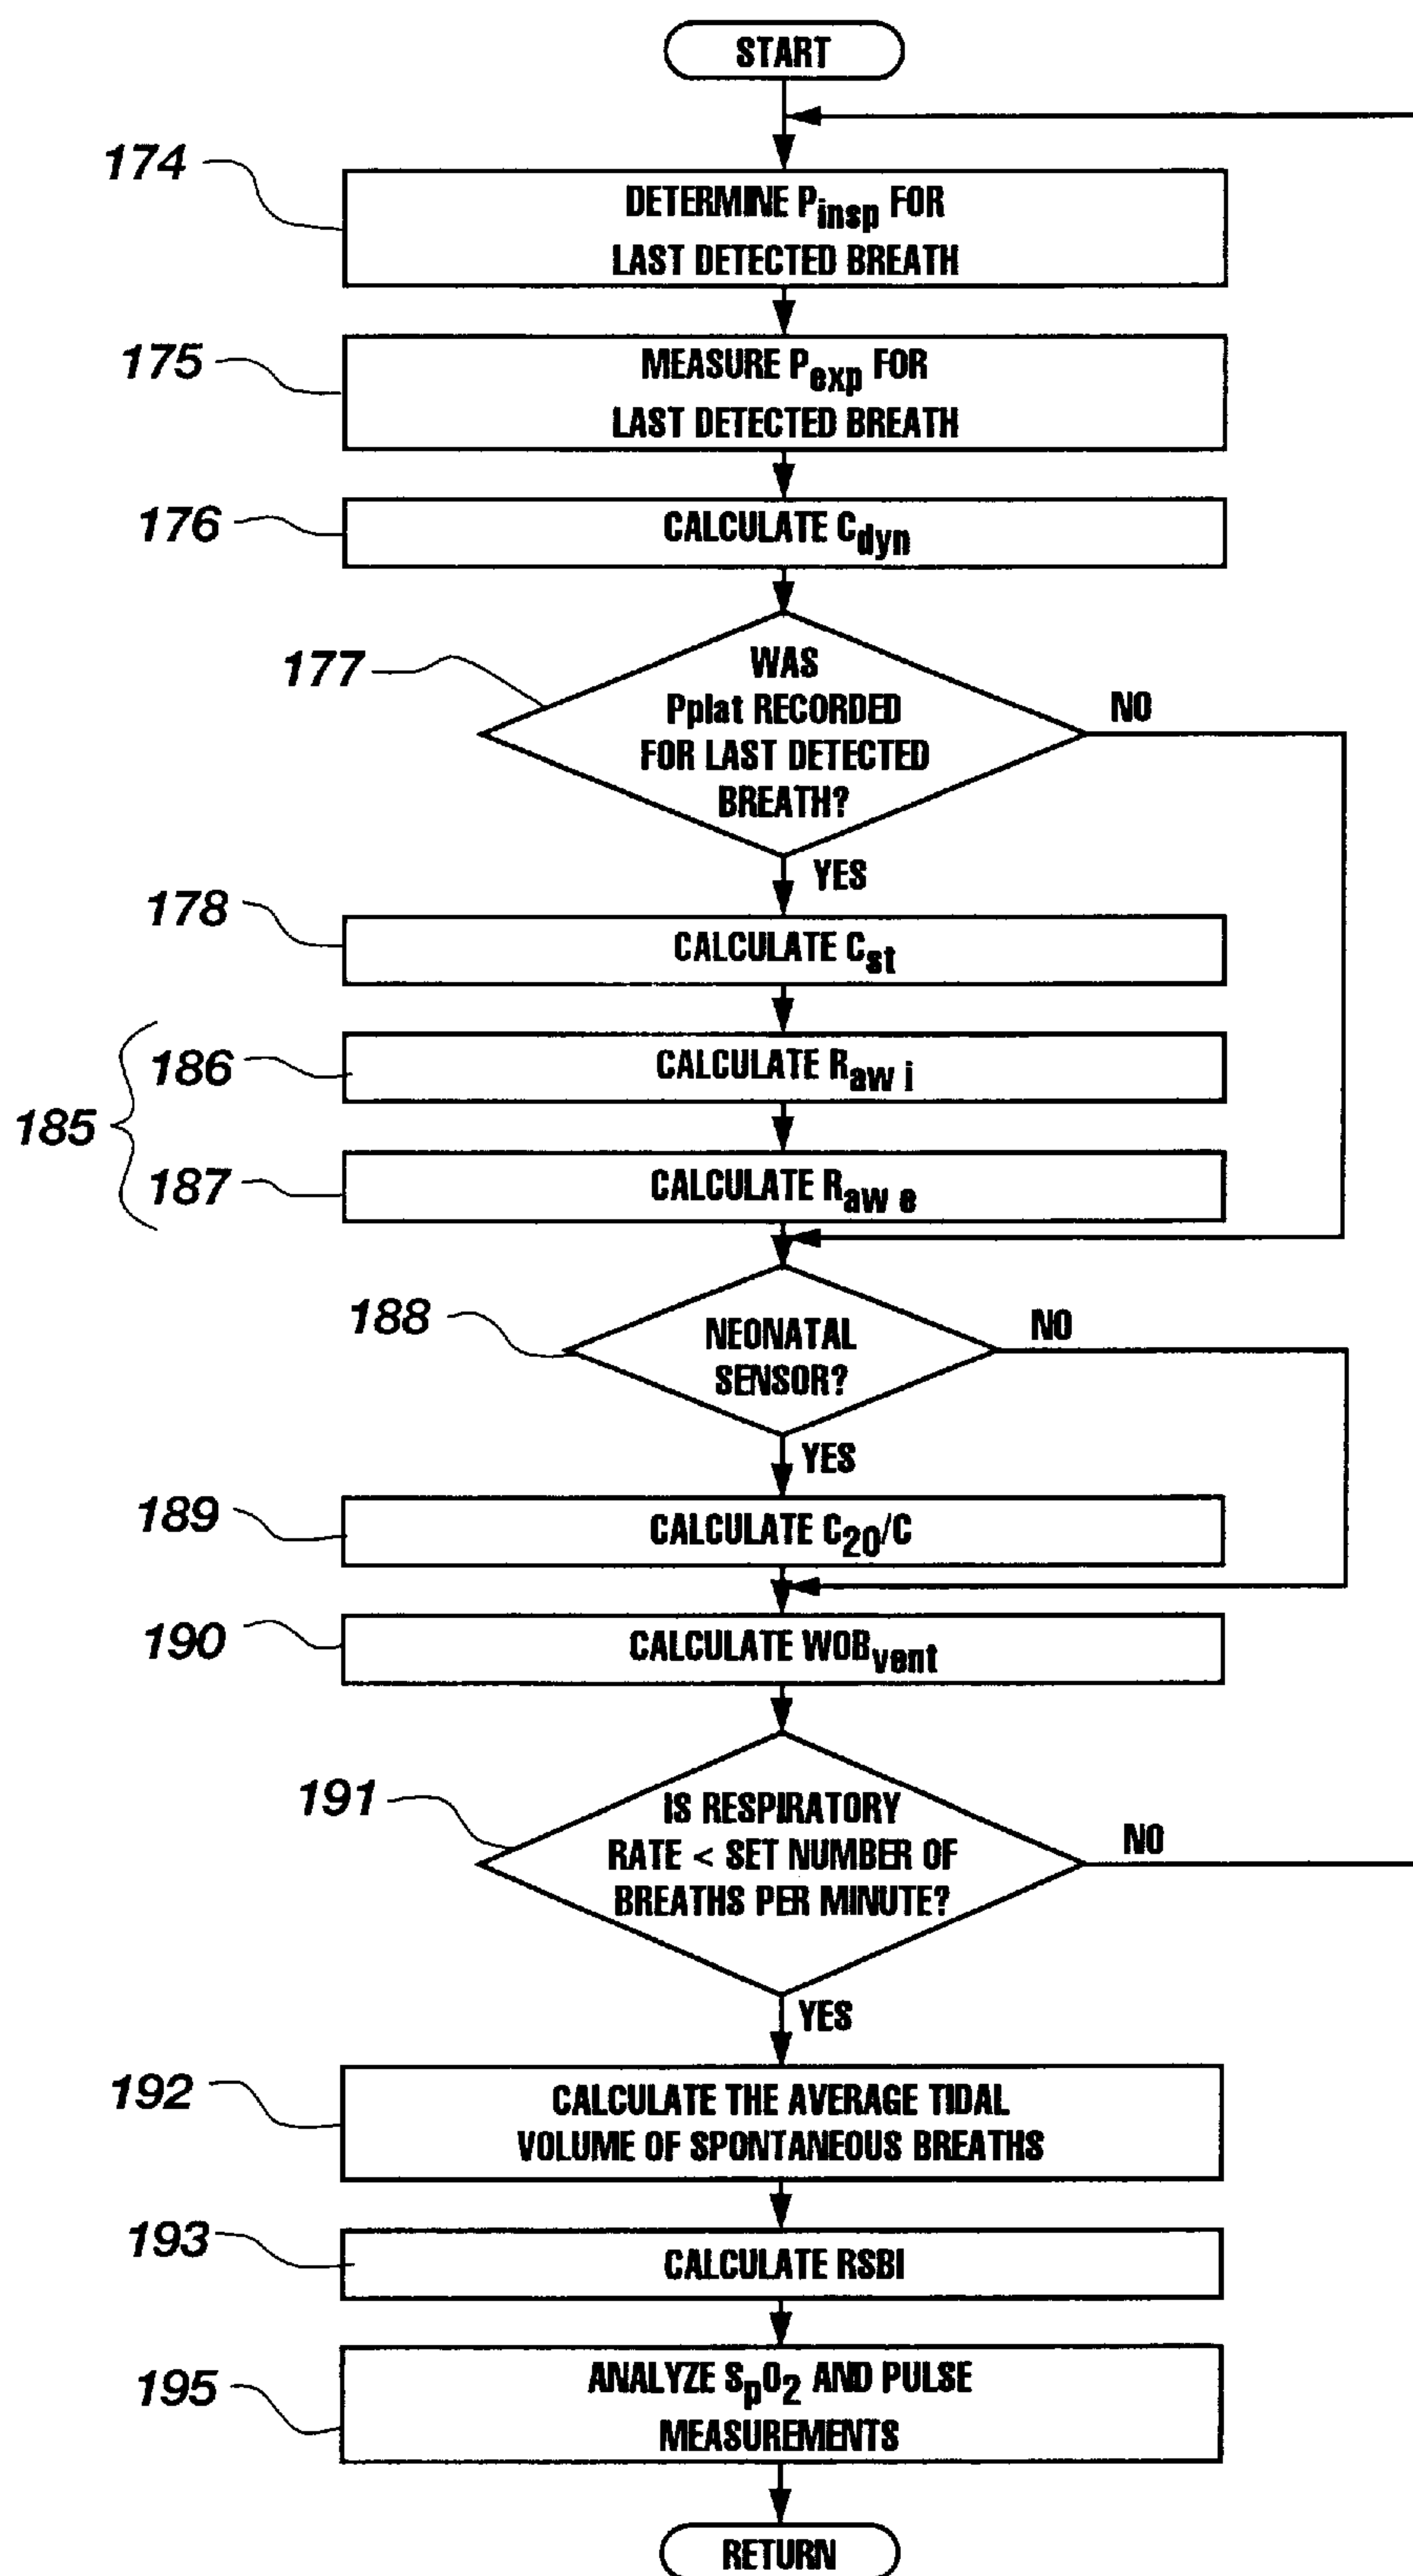 START
174
DETERMINE Pinsp FOR
LAST DETECTED BREATH
175
MEASURE Pexp FOR
LAST DETECTED BREATH
176
CALCULATE Cdyn
177
WAS
Pplat RECORDED
FOR LAST DETECTED
BREATH?
NO
YES
178
CALCULATE Cst
185
186
CALCULATE Raw i
187
CALCULATE Raw e
188
NEONATAL
SENSOR?
NO
YES
189
CALCULATE C20/C
190
CALCULATE WOBvent
191
IS RESPIRATORY
RATE < SET NUMBER OF
BREATHS PER MINUTE?
NO
YES
192
CALCULATE THE AVERAGE TIDAL
VOLUME OF SPONTANEOUS BREATHS
193
CALCULATE RSBI
195
ANALYZE SpO2 AND PULSE
MEASUREMENTS
RETURN